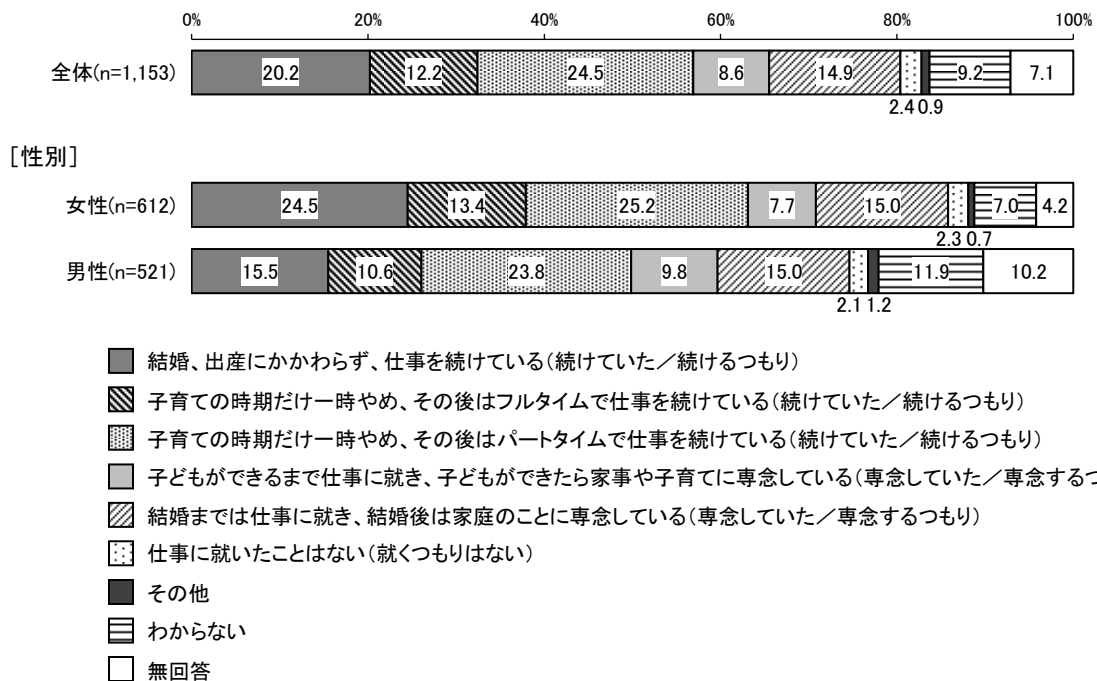 0% 20% 40% 60% 80% 100%
全体(n=1,153) 20.2 12.2 24.5 8.6 14.9 9.2 7.1
2.4 0.9
[性別]
女性(n=612) 24.5 13.4 25.2 7.7 15.0 7.0 4.2
2.3 0.7
男性(n=521) 15.5 10.6 23.8 9.8 15.0 11.9 10.2
2.1 1.2
結婚、出産にかかわらず、仕事を続けている(続けていた／続けるつもり)
子育ての時期だけ一時やめ、その後はフルタイムで仕事を続けている(続けていた／続けるつもり)
子育ての時期だけ一時やめ、その後はパートタイムで仕事を続けている(続けていた／続けるつもり)
子どもができるまで仕事に就き、子どもができたら家事や子育てに専念している(専念していた／専念するつ
結婚までは仕事に就き、結婚後は家庭のことに専念している(専念していた／専念するつもり)
仕事に就いたことはない(就くつもりはない)
その他
わからない
無回答